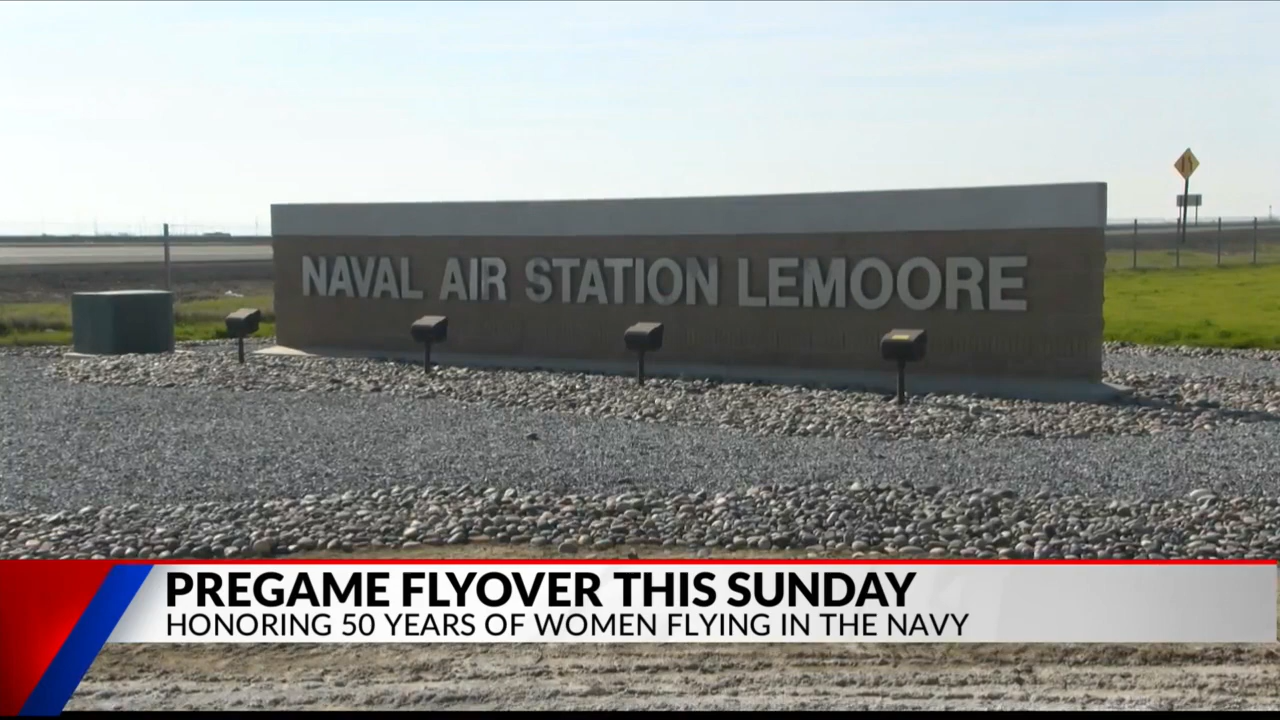 NAVAL AIR STATION LEMOORE
PREGAME FLYOVER THIS SUNDAY
HONORING 50 YEARS OF WOMEN FLYING IN THE NAVY